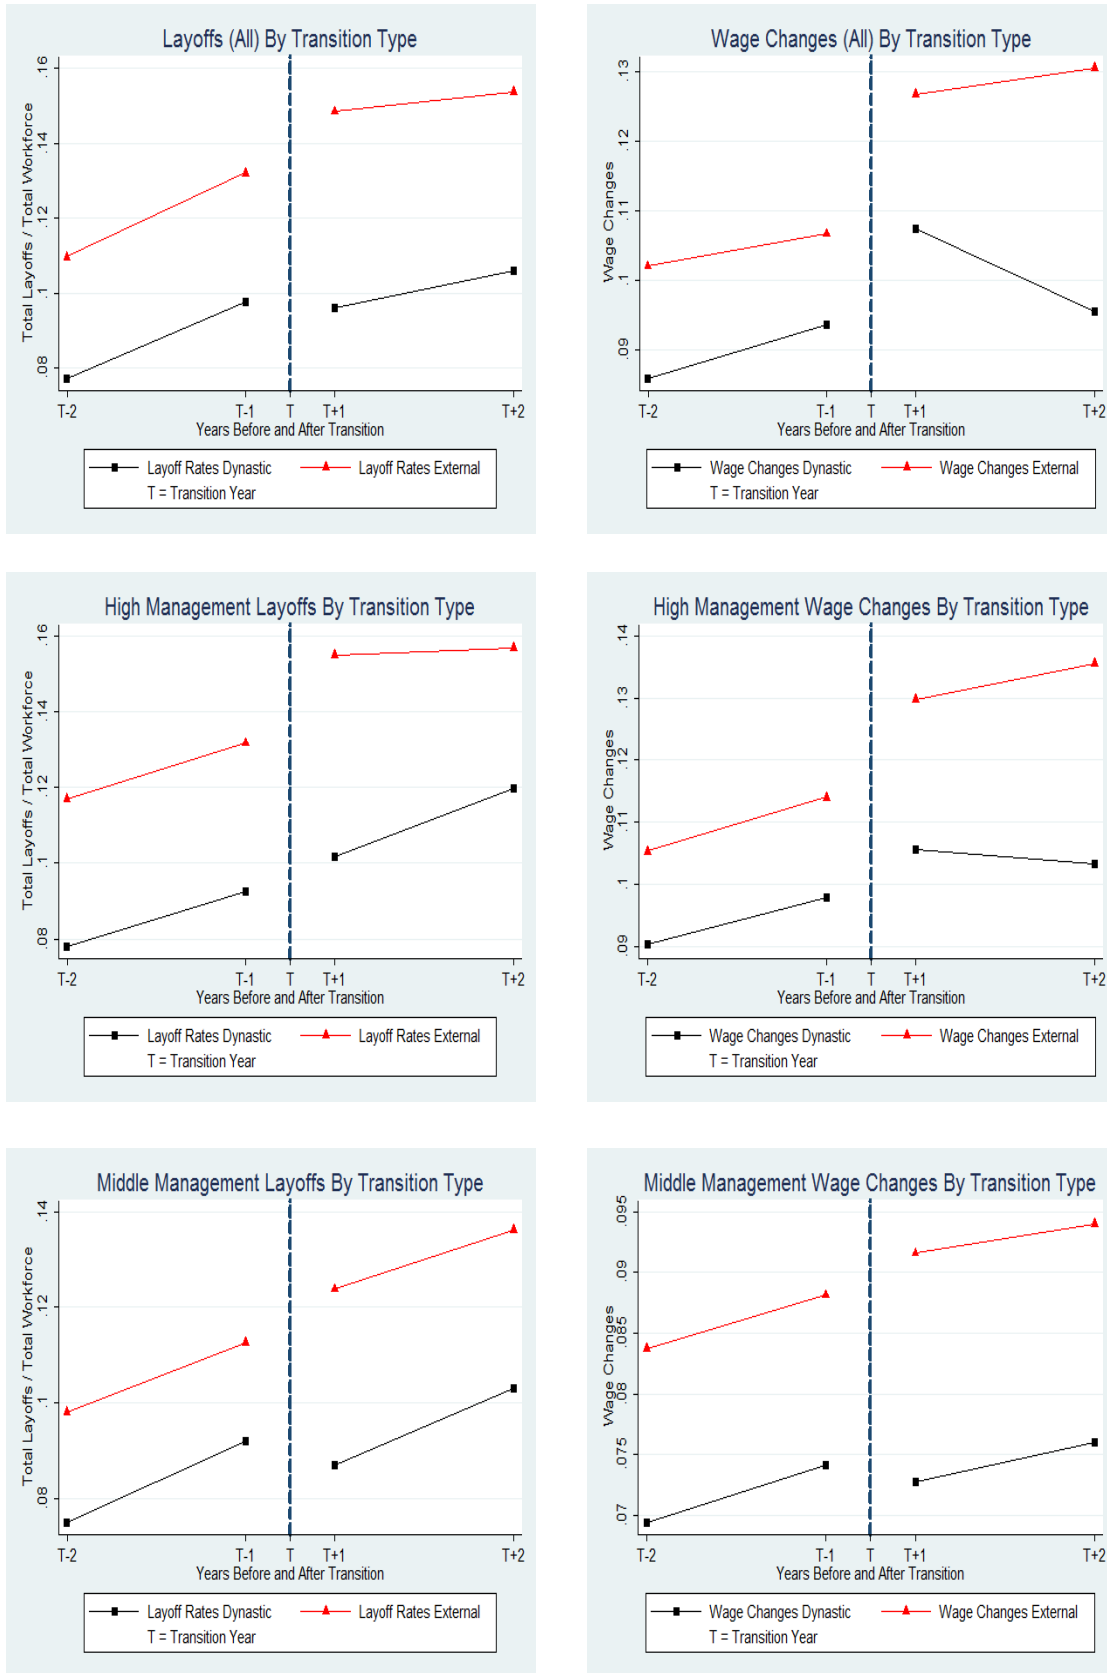 Layoffs (All) By Transition Type
Total Layoffs / Total Workforce
.16
.14
.12
.1
.08
T-2 T-1 T T+1 T+2
Years Before and After Transition
Layoff Rates Dynastic Layoff Rates External
T = Transition Year
Wage Changes (All) By Transition Type
Wage Changes
.13
.12
.11
.1
.09
T-2 T-1 T T+1 T+2
Years Before and After Transition
Wage Changes Dynastic Wage Changes External
T = Transition Year
High Management Layoffs By Transition Type
Total Layoffs / Total Workforce
.16
.14
.12
.1
.08
T-2 T-1 T T+1 T+2
Years Before and After Transition
Layoff Rates Dynastic Layoff Rates External
T = Transition Year
High Management Wage Changes By Transition Type
Wage Changes
.14
.13
.12
.11
.1
.09
T-2 T-1 T T+1 T+2
Years Before and After Transition
Wage Changes Dynastic Wage Changes External
T = Transition Year
Middle Management Layoffs By Transition Type
Total Layoffs / Total Workforce
.14
.12
.1
.08
T-2 T-1 T T+1 T+2
Years Before and After Transition
Layoff Rates Dynastic Layoff Rates External
T = Transition Year
Middle Management Wage Changes By Transition Type
Wage Changes
.095
.09
.085
.08
.075
.07
T-2 T-1 T T+1 T+2
Years Before and After Transition
Wage Changes Dynastic Wage Changes External
T = Transition Year